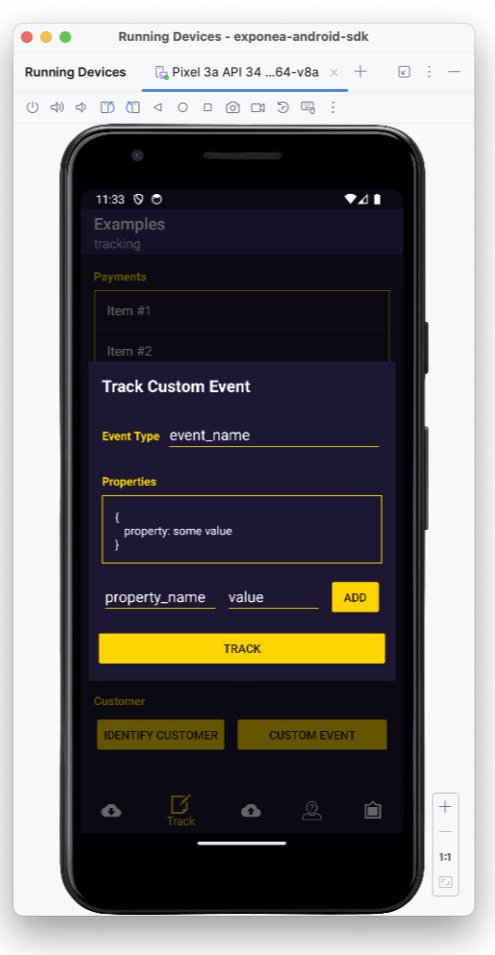 Running Devices - exponea-android-sdk
Running Devices
Pixel 3a API 34 ...64-v8a
11:33
Examples
tracking
Payments
Item #1
Item #2
Track Custom Event
Event Type event_name
Properties
{
property: some value
}
property_name value ADD
TRACK
Customer
IDENTIFY CUSTOMER CUSTOM EVENT
Track
1:1